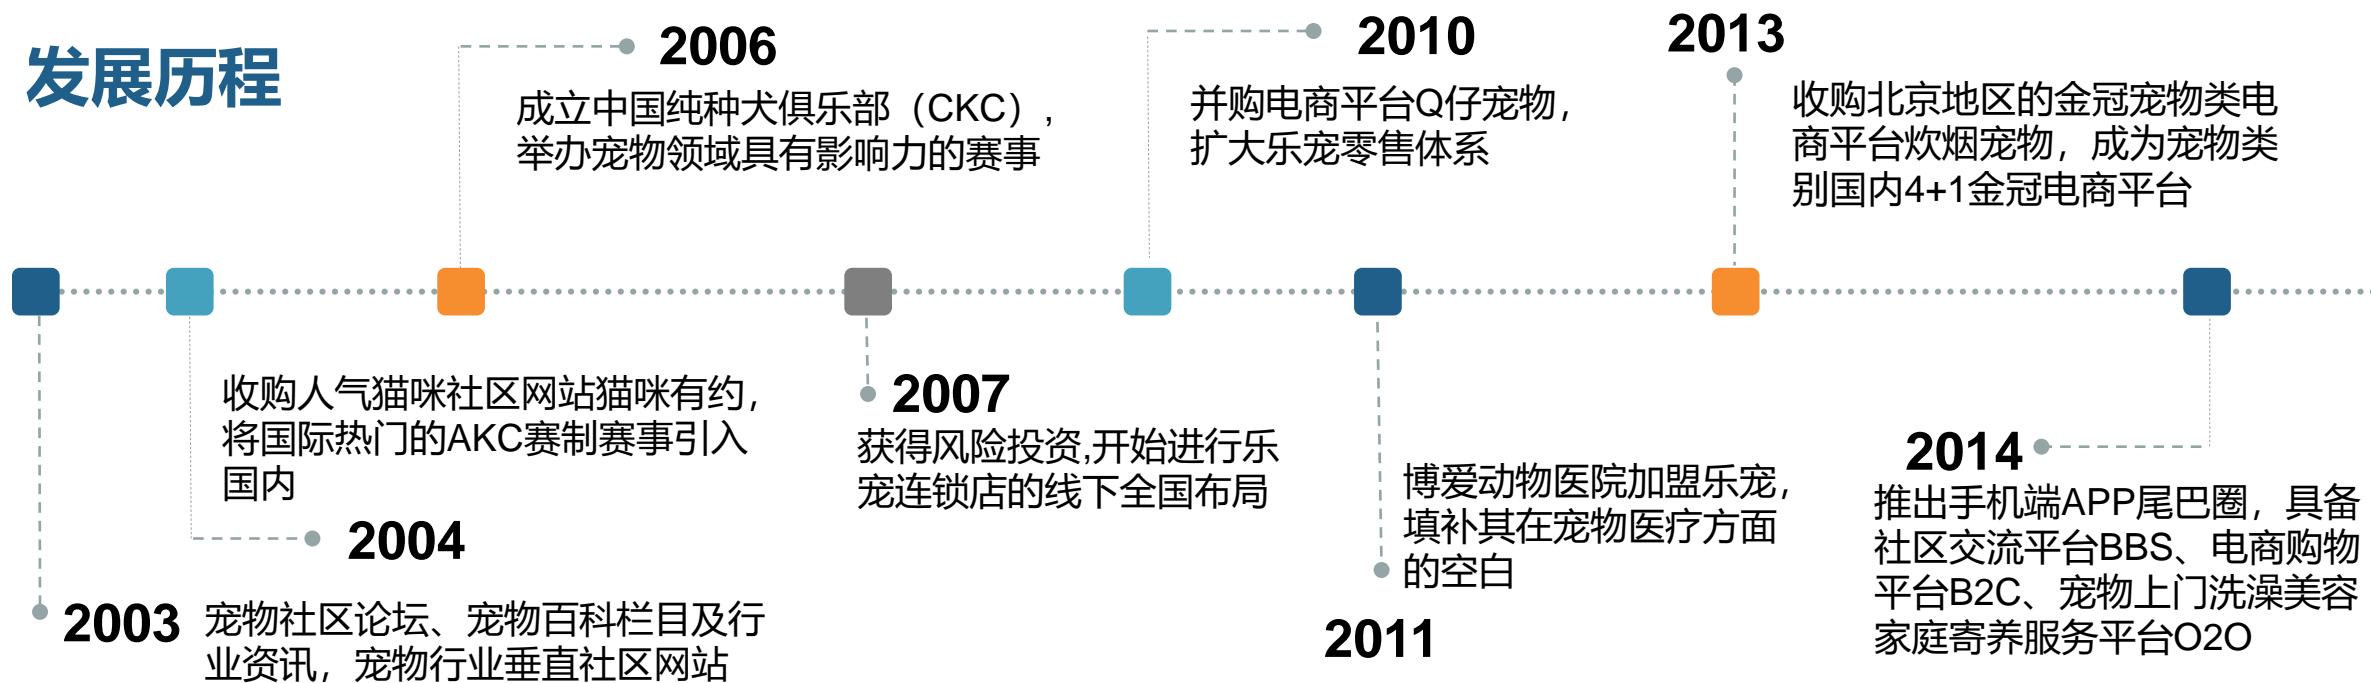 发展历程
2003
宠物社区论坛、宠物百科栏目及行
业资讯，宠物行业垂直社区网站
收购人气猫咪社区网站猫咪有约，
将国际热门的AKC赛制赛事引入
国内
2004
2006
成立中国纯种犬俱乐部（CKC）,
举办宠物领域具有影响力的赛事
2007
获得风险投资,开始进行乐
宠连锁店的线下全国布局
2010
并购电商平台Q仔宠物，
扩大乐宠零售体系
博爱动物医院加盟乐宠，
填补其在宠物医疗方面
的空白
2011
2013
收购北京地区的金冠宠物类电
商平台炊烟宠物，成为宠物类
别国内4+1金冠电商平台
2014
推出手机端APP尾巴圈，具备
社区交流平台BBS、电商购物
平台B2C、宠物上门洗澡美容
家庭寄养服务平台O2O